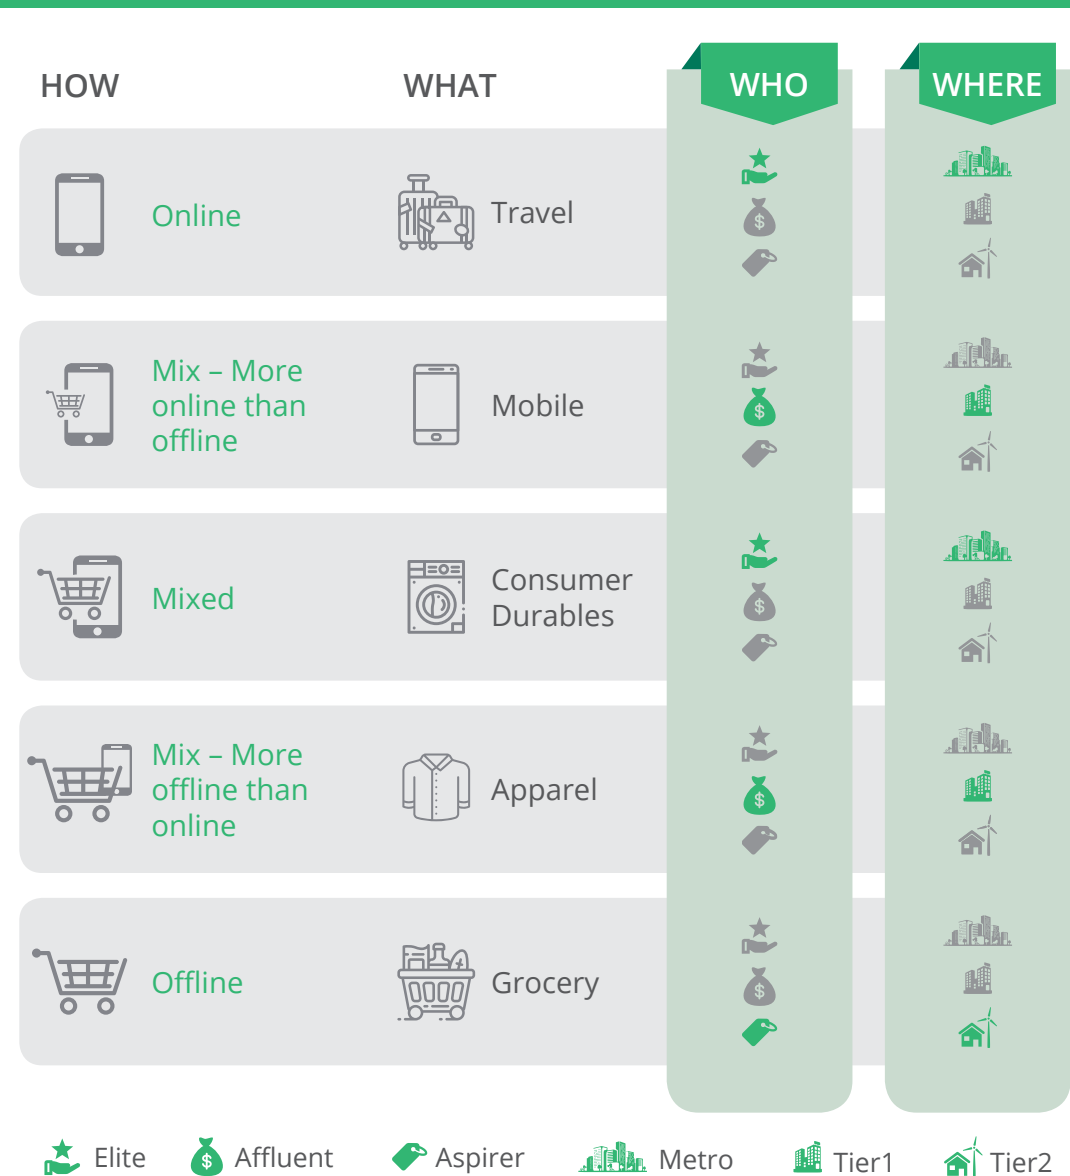 HOW
WHAT
WHO
WHERE
Online
Travel
Mix – More
online than
offline
Mobile
Mixed
Consumer
Durables
Mix – More
offline than
online
Apparel
Offline
Grocery
Elite
Affluent
Aspirer
Metro
Tier1
Tier2